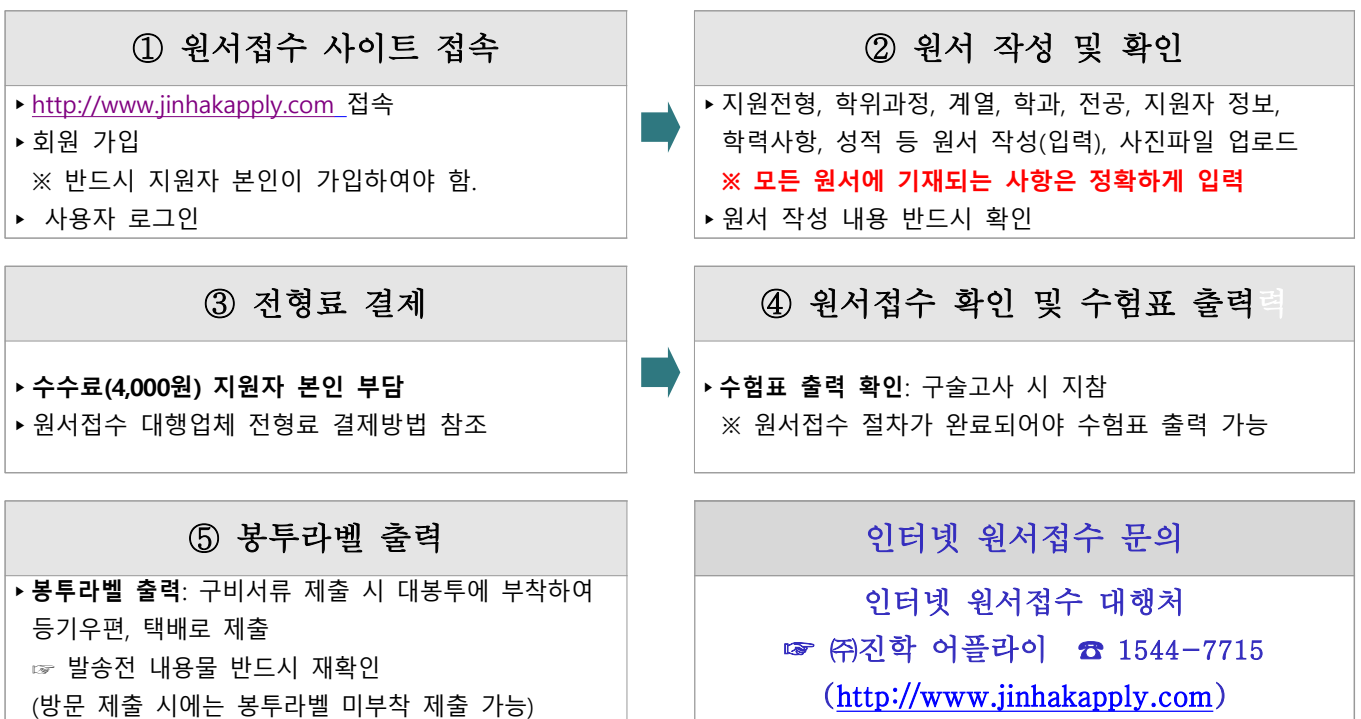 ① 원서접수 사이트 접속
▸http://www.jinhakapply.com 접속
▸회원 가입
※ 반드시 지원자 본인이 가입하여야 함.
▸ 사용자 로그인
② 원서 작성 및 확인
▸지원전형, 학위과정, 계열, 학과, 전공, 지원자 정보,
학력사항, 성적 등 원서 작성(입력), 사진파일 업로드
※ 모든 원서에 기재되는 사항은 정확하게 입력
▸원서 작성 내용 반드시 확인
③ 전형료 결제
▸수수료(4,000원) 지원자 본인 부담
▸원서접수 대행업체 전형료 결제방법 참조
④ 원서접수 확인 및 수험표 출력력
▸수험표 출력 확인: 구술고사 시 지참
※ 원서접수 절차가 완료되어야 수험표 출력 가능
⑤ 봉투라벨 출력
▸봉투라벨 출력: 구비서류 제출 시 대봉투에 부착하여
등기우편, 택배로 제출
☞ 발송전 내용물 반드시 재확인
(방문 제출 시에는 봉투라벨 미부착 제출 가능)
인터넷 원서접수 문의
인터넷 원서접수 대행처
☞ ㈜진학 어플라이 ☎ 1544-7715
(http://www.jinhakapply.com)